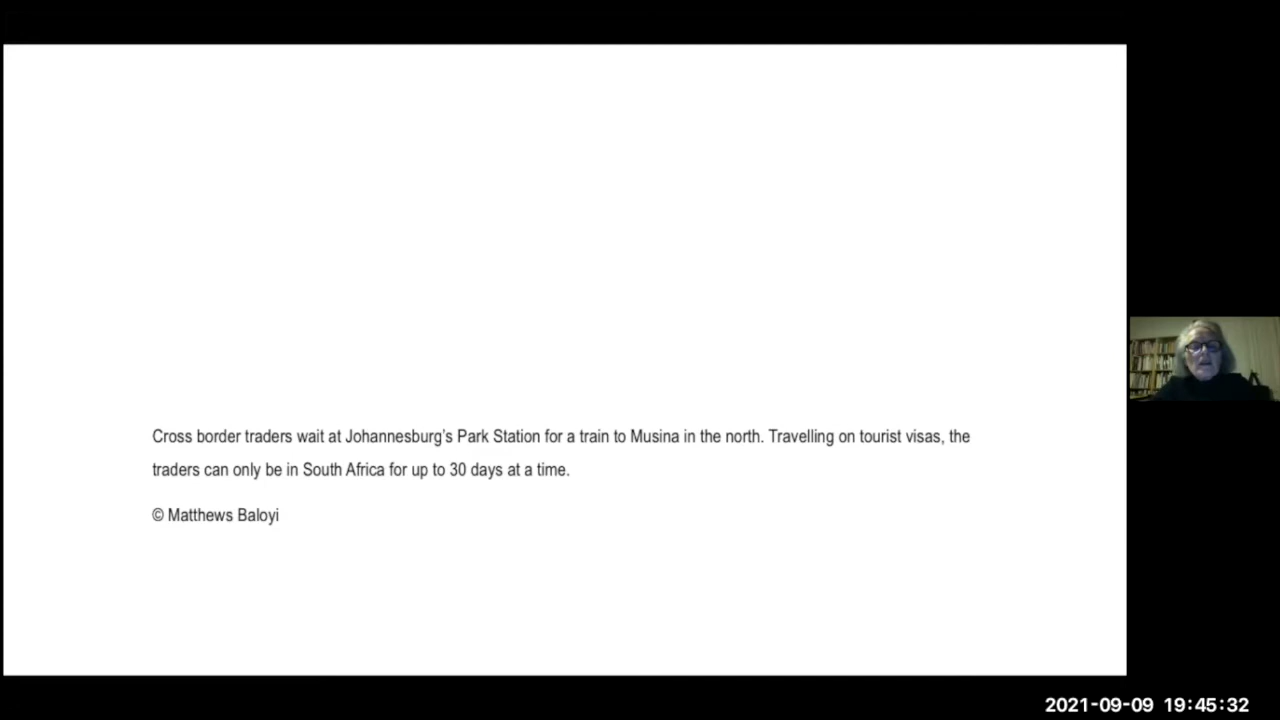 Cross border traders wait at Johannesburg’s Park Station for a train to Musina in the north. Travelling on tourist visas, the
traders can only be in South Africa for up to 30 days at a time.
© Matthews Baloyi
2021-09-09 19:45:32